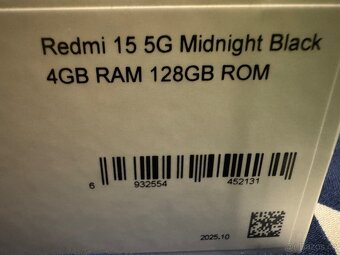 Redmi 15 5G Midnight Black
4GB RAM 128GB ROM
6 932554 452131
2025.10